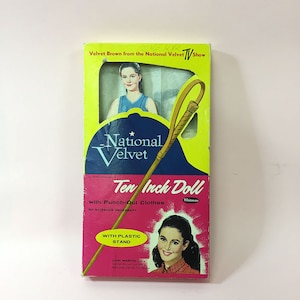 Velvet Brown from the National Velvet TV Show
National
Velvet
Ten Inch Doll
with Punch-Out Clothes
WITH PLASTIC
STAND